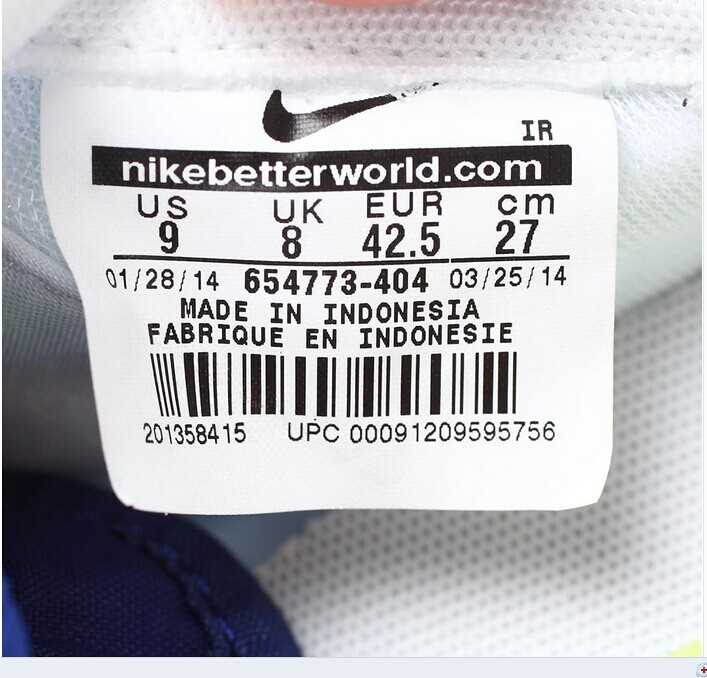 IR
nikebetterworld.com
US UK EUR cm
9 8 42.5 27
01/28/14 654773-404 03/25/14
MADE IN INDONESIA
FABRIQUE EN INDONESIE
201358415 UPC 00091209595756